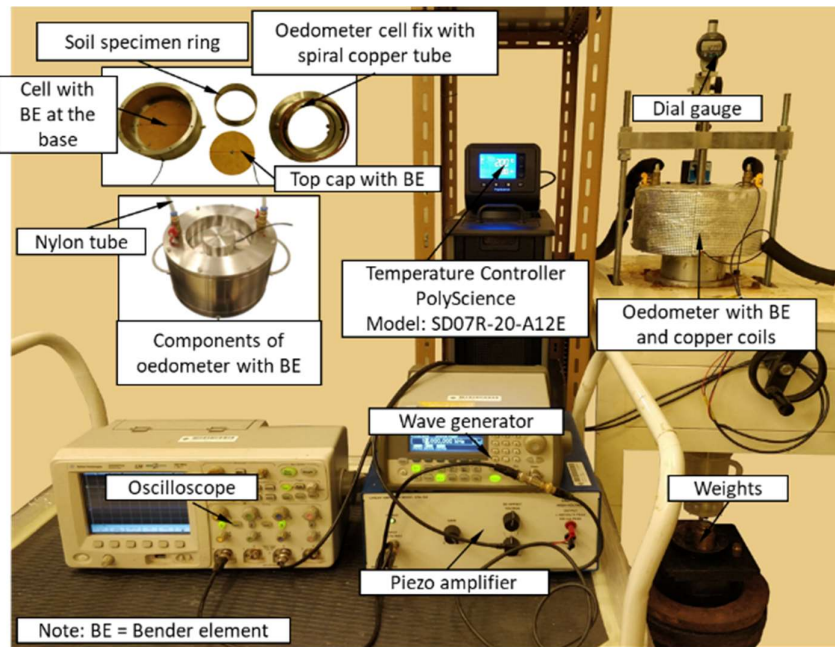 Soil specimen ring
Oedometer cell fix with
spiral copper tube
Cell with
BE at the
base
Top cap with BE
Dial gauge
Nylon tube
Temperature Controller
PolyScience
Model: SD07R-20-A12E
Components of
oedometer with BE
Oedometer with BE
and copper coils
Wave generator
Oscilloscope
Weights
Piezo amplifier
Note: BE = Bender element